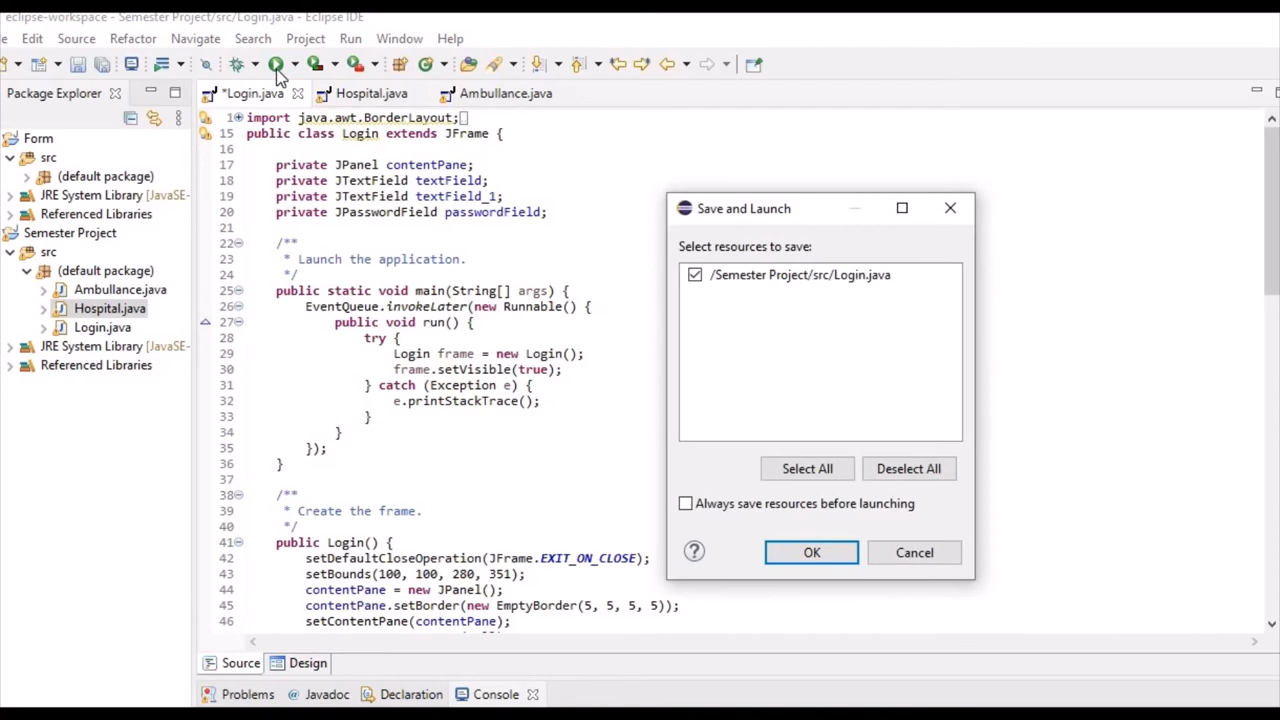 eclipse-workspace - Semester Project/src/Login.java - Eclipse IDE
Edit Source Refactor Navigate Search Project Run Window Help
Package Explorer
*Login.java
Hospital.java
Ambullance.java
Form
src
(default package)
JRE System Library [JavaSE-
Referenced Libraries
Semester Project
src
(default package)
Ambullance.java
Hospital.java
Login.java
JRE System Library [JavaSE-
Referenced Libraries
1 import java.awt.BorderLayout;
15 public class Login extends JFrame {
16
17 private JPanel contentPane;
18 private JTextField textField;
19 private JTextField textField_1;
20 private JPasswordField passwordField;
21
22 /**
23 * Launch the application.
24 */
25 public static void main(String[] args) {
26 EventQueue.invokeLater(new Runnable() {
27 public void run() {
28 try {
29 Login frame = new Login();
30 frame.setVisible(true);
31 } catch (Exception e) {
32 e.printStackTrace();
33 }
34 }
35 });
36 }
37
38 /**
39 * Create the frame.
40 */
41 public Login() {
42 setDefaultCloseOperation(JFrame.EXIT_ON_CLOSE);
43 setBounds(100, 100, 280, 351);
44 contentPane = new JPanel();
45 contentPane.setBorder(new EmptyBorder(5, 5, 5, 5));
46 setContentPane(contentPane);
Save and Launch
Select resources to save:
/Semester Project/src/Login.java
Select All
Deselect All
Always save resources before launching
?
OK
Cancel
Source
Design
Problems
@ Javadoc
Declaration
Console